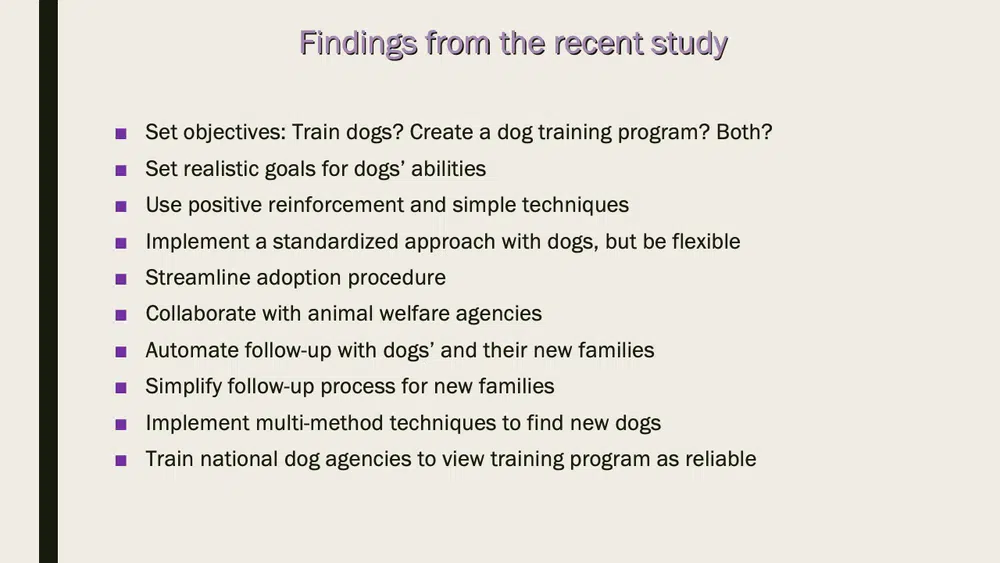 Findings from the recent study
■ Set objectives: Train dogs? Create a dog training program? Both?
■ Set realistic goals for dogs’ abilities
■ Use positive reinforcement and simple techniques
■ Implement a standardized approach with dogs, but be flexible
■ Streamline adoption procedure
■ Collaborate with animal welfare agencies
■ Automate follow-up with dogs’ and their new families
■ Simplify follow-up process for new families
■ Implement multi-method techniques to find new dogs
■ Train national dog agencies to view training program as reliable